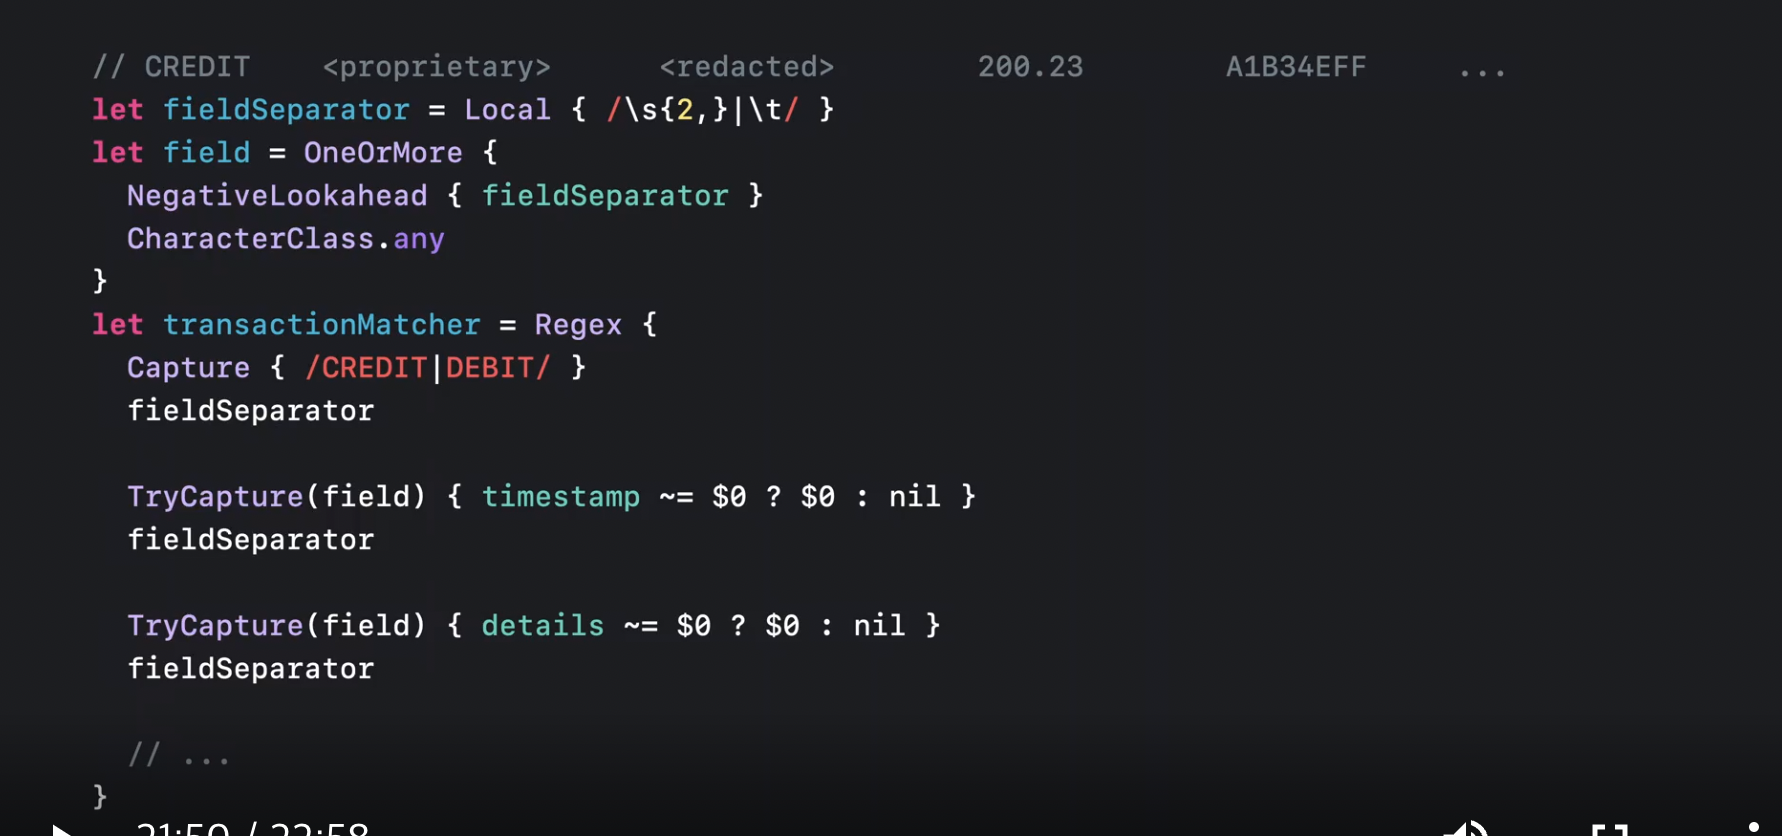 // CREDIT    <proprietary>      <redacted>        200.23        A1B34EFF     ...
let fieldSeparator = Local { /\s{2,}|\t/ }
let field = OneOrMore {
  NegativeLookahead { fieldSeparator }
  CharacterClass.any
}
let transactionMatcher = Regex {
  Capture { /CREDIT|DEBIT/ }
  fieldSeparator

  TryCapture(field) { timestamp ~= $0 ? $0 : nil }
  fieldSeparator

  TryCapture(field) { details ~= $0 ? $0 : nil }
  fieldSeparator

  // ...
}
21:50 / 22:58